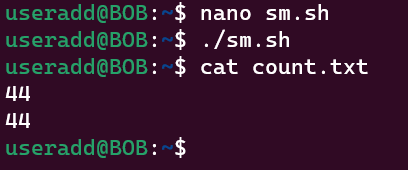 useradd@BOB:~$ nano sm.sh
useradd@BOB:~$ ./sm.sh
useradd@BOB:~$ cat count.txt
44
44
useradd@BOB:~$